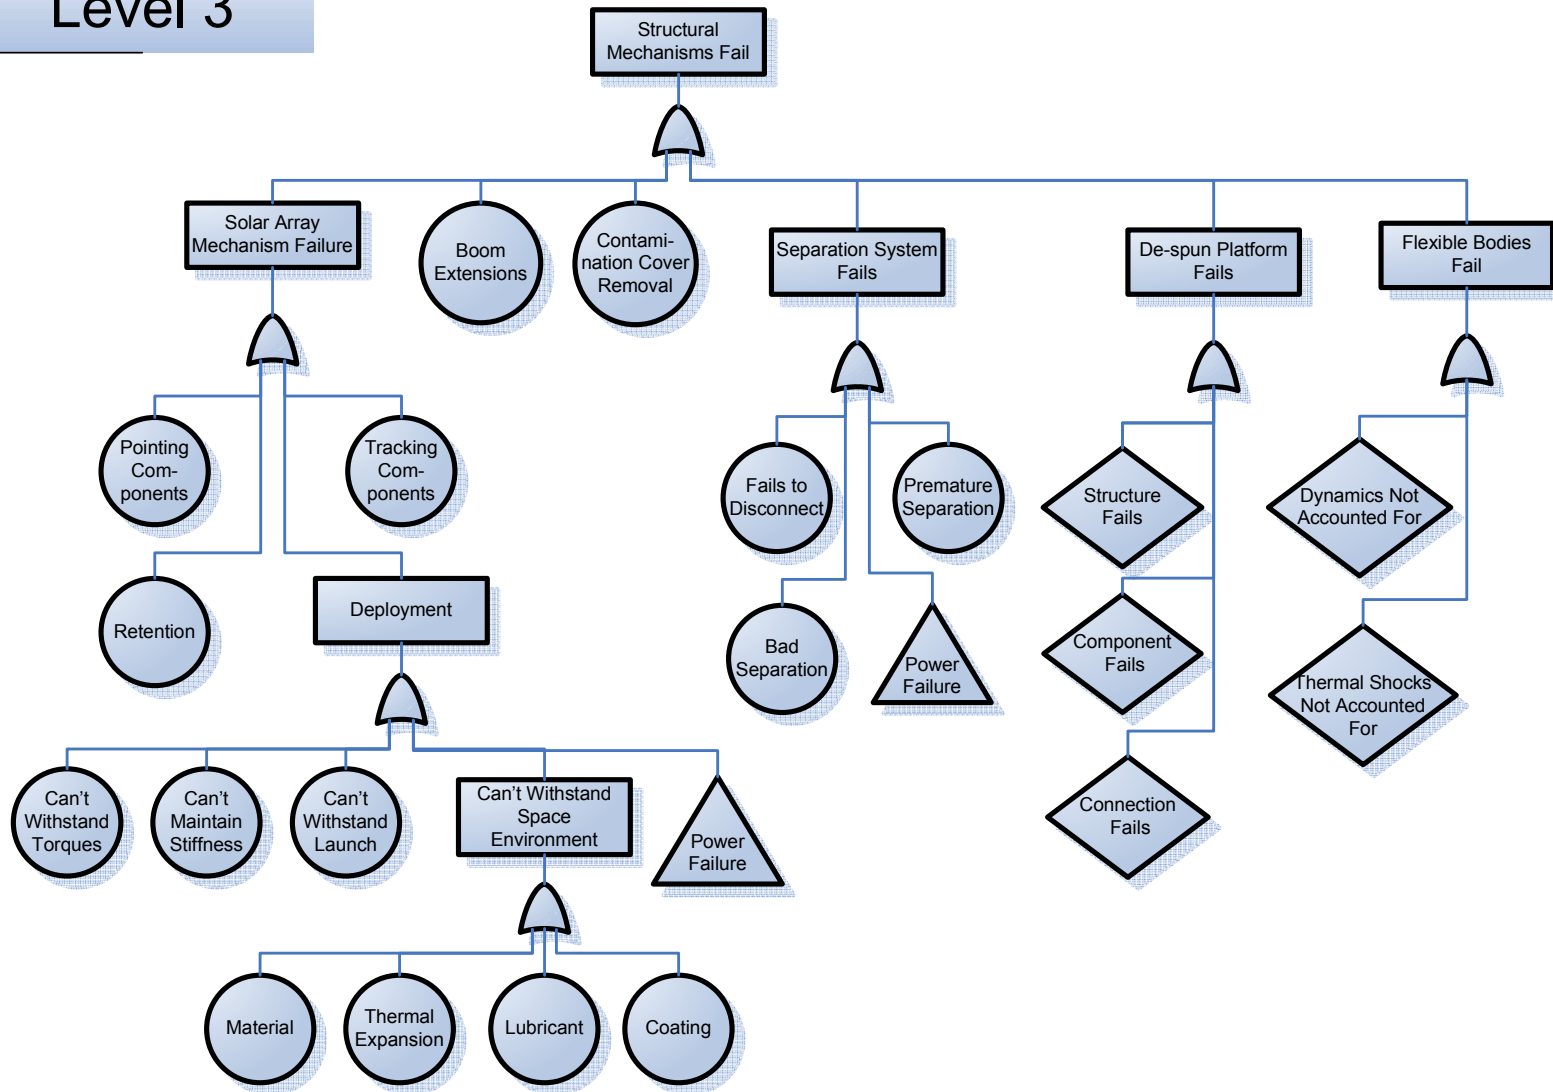 Level 3
Structural
Mechanisms Fail
Solar Array
Mechanism Failure
Boom
Extensions
Contami-
nation Cover
Removal
Separation System
Fails
De-spun Platform
Fails
Flexible Bodies
Fail
Pointing
Com-
ponents
Tracking
Com-
ponents
Fails to
Disconnect
Premature
Separation
Structure
Fails
Dynamics Not
Accounted For
Retention
Deployment
Bad
Separation
Power
Failure
Component
Fails
Thermal Shocks
Not Accounted
For
Can't
Withstand
Torques
Can't
Maintain
Stiffness
Can't
Withstand
Launch
Can't Withstand
Space
Environment
Power
Failure
Connection
Fails
Material
Thermal
Expansion
Lubricant
Coating